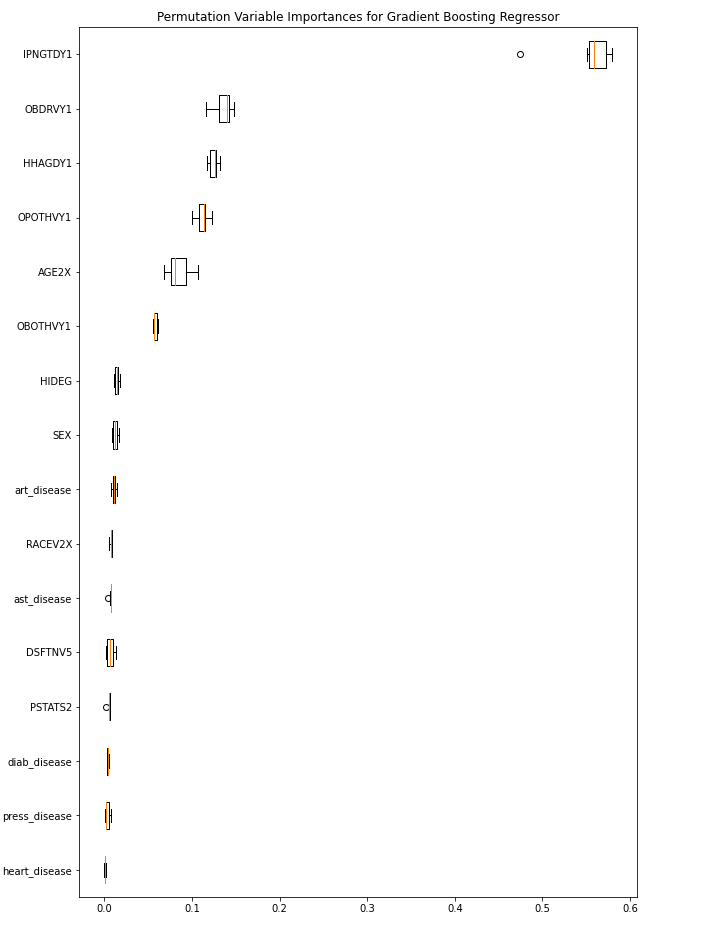 Permutation Variable Importances for Gradient Boosting Regressor
IPNGTDY1
OBDRVY1
HHAGDY1
OPOTHVY1
AGE2X
OBOTHVY1
HIDEG
SEX
art_disease
RACEV2X
ast_disease
DSFTNV5
PSTATS2
diab_disease
press_disease
heart_disease
0.0 0.1 0.2 0.3 0.4 0.5 0.6